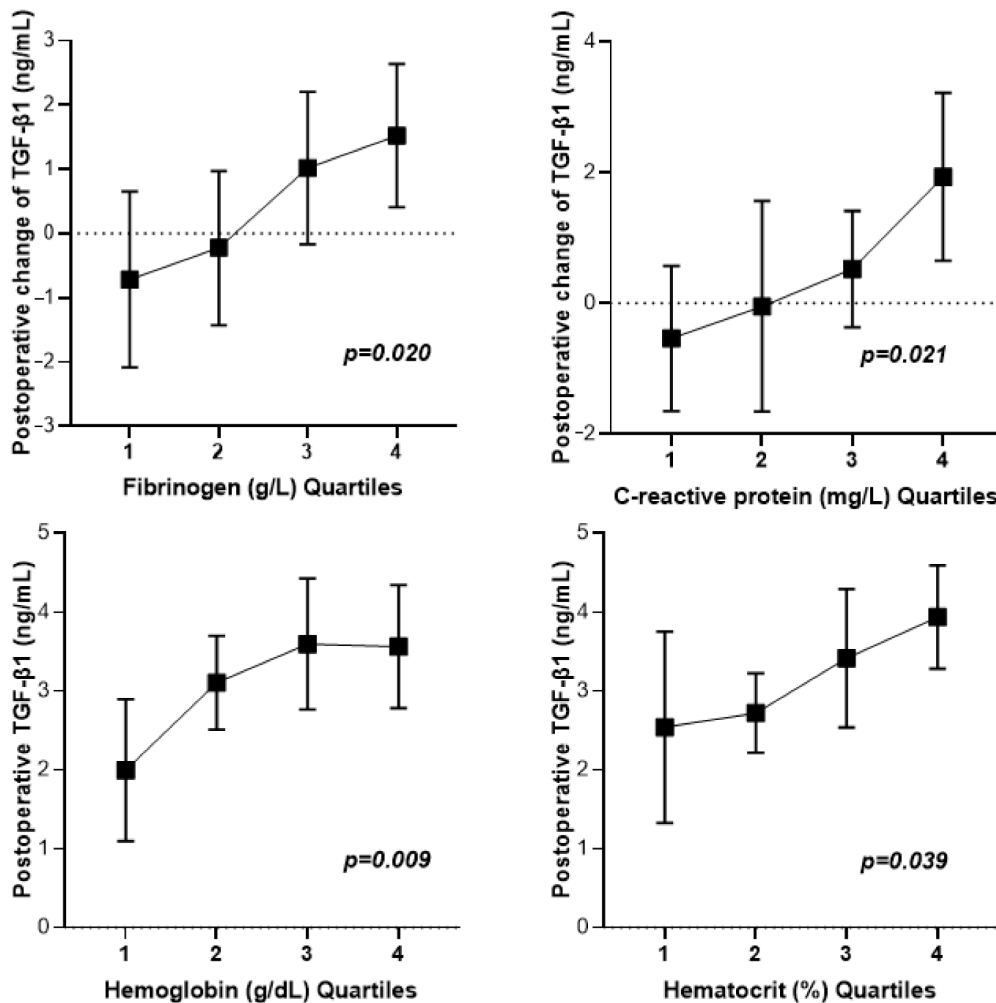 Postoperative change of TGF-β1 (ng/mL)
3
2
1
0
−1
−2
−3
p=0.020
1 2 3 4
Fibrinogen (g/L) Quartiles
Postoperative change of TGF-β1 (ng/mL)
4
2
0
−2
p=0.021
1 2 3 4
C-reactive protein (mg/L) Quartiles
Postoperative TGF-β1 (ng/mL)
5
4
3
2
1
0
p=0.009
1 2 3 4
Hemoglobin (g/dL) Quartiles
Postoperative TGF-β1 (ng/mL)
5
4
3
2
1
0
p=0.039
1 2 3 4
Hematocrit (%) Quartiles